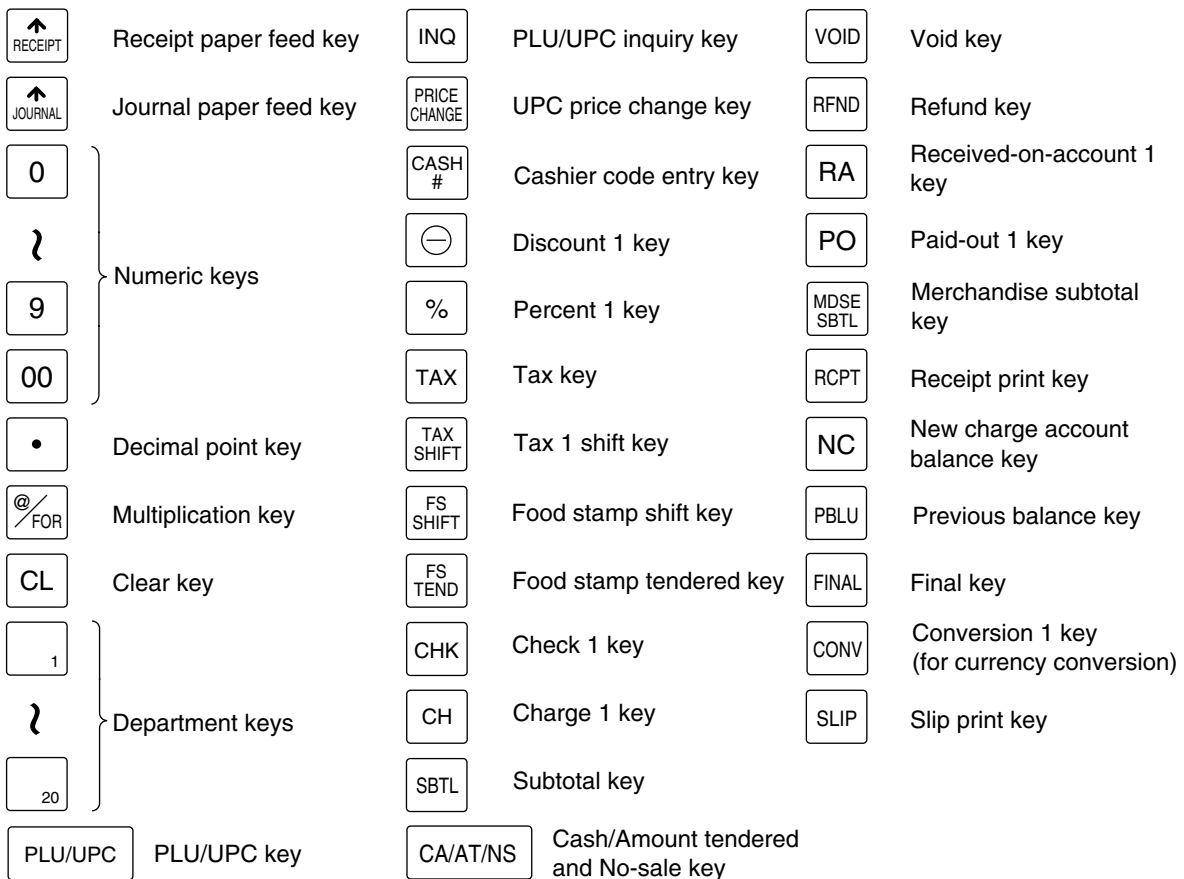 RECEIPT
Receipt paper feed key
JOURNAL
Journal paper feed key
0
9
00
Numeric keys
•
Decimal point key
@/FOR
Multiplication key
CL
Clear key
1
20
Department keys
PLU/UPC
PLU/UPC key
INQ
PLU/UPC inquiry key
PRICE
CHANGE
UPC price change key
CASH
#
Cashier code entry key
Discount 1 key
%
Percent 1 key
TAX
Tax key
TAX
SHIFT
Tax 1 shift key
FS
SHIFT
Food stamp shift key
FS
TEND
Food stamp tendered key
CHK
Check 1 key
CH
Charge 1 key
SBTL
Subtotal key
CA/AT/NS
Cash/Amount tendered
and No-sale key
VOID
Void key
RFND
Refund key
RA
Received-on-account 1
key
PO
Paid-out 1 key
MDSE
SBTL
Merchandise subtotal
key
RCPT
Receipt print key
NC
New charge account
balance key
PBLU
Previous balance key
FINAL
Final key
CONV
Conversion 1 key
(for currency conversion)
SLIP
Slip print key